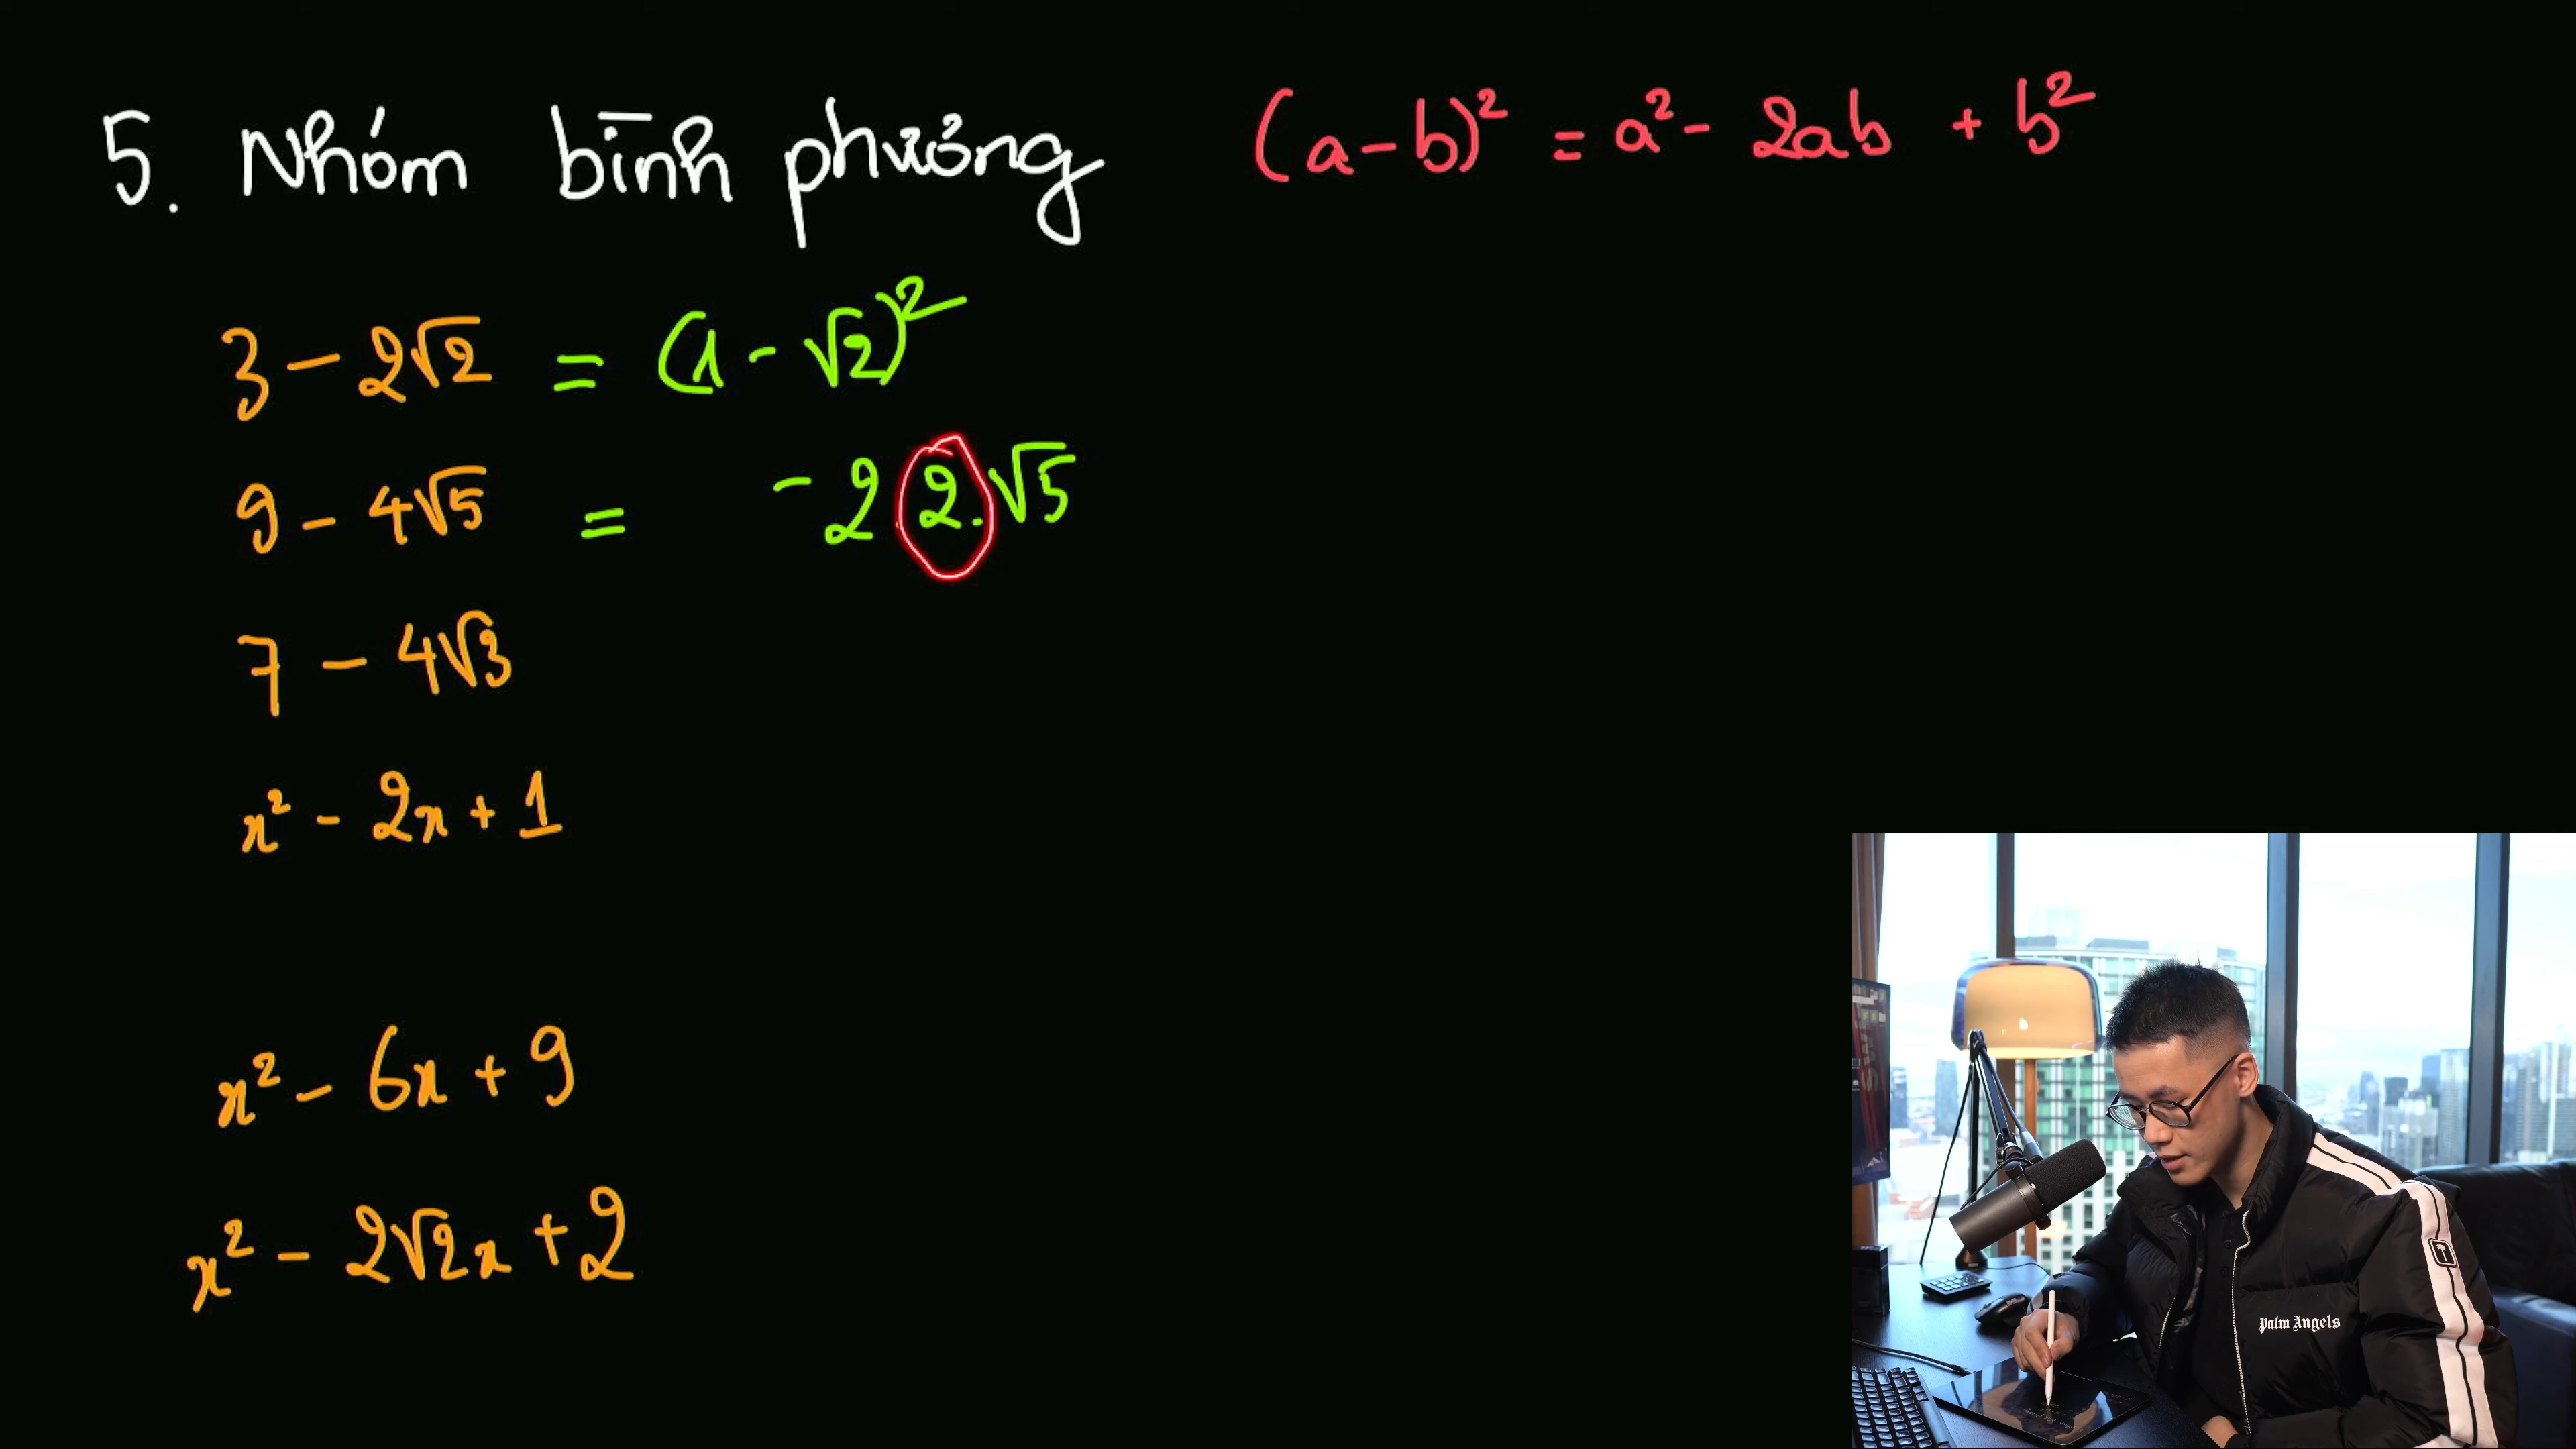 5. Nhóm bình phương
(a-b)² = a² - 2ab + b²
3 - 2√2 = (1 - √2)²
9 - 4√5 = - 2.2.√5
7 - 4√3
x² - 2x + 1
x² - 6x + 9
x² - 2√2x + 2
Palm Angels